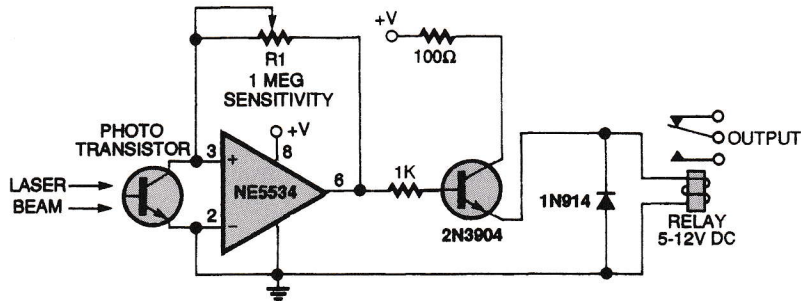 +V
100Ω
R1
1 MEG
SENSITIVITY
PHOTO
TRANSISTOR
+V
8
3
+
LASER
BEAM
NE5534
6
1K
2
−
2N3904
1N914
OUTPUT
RELAY
5-12V DC